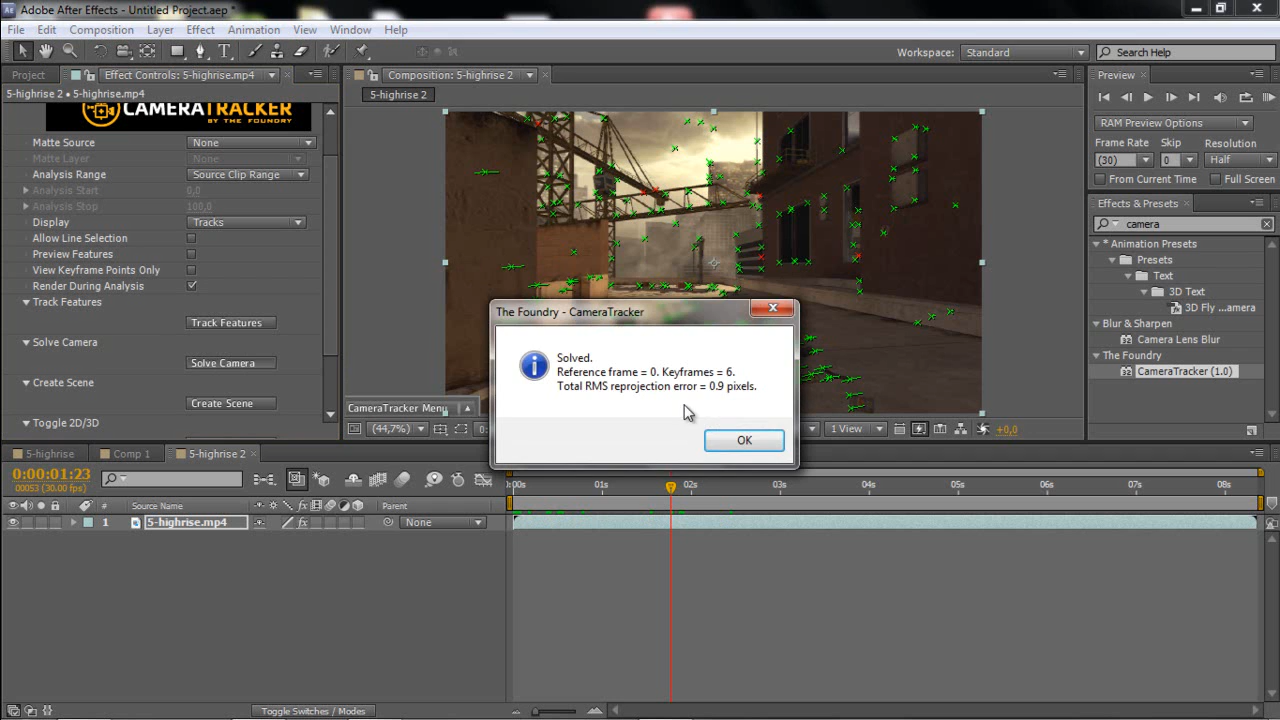 Adobe After Effects - Untitled Project.aep *
File Edit Composition Layer Effect Animation View Window Help
Workspace: Standard Search Help
Project Effect Controls: 5-highrise.mp4
5-highrise 2 • 5-highrise.mp4
CAMERATRACKER
BY THE FOUNDRY
Matte Source None
Matte Layer None
Analysis Range Source Clip Range
Analysis Start 0,0
Analysis Stop 100,0
Display Tracks
Allow Line Selection
Preview Features
View Keyframe Points Only
Render During Analysis
Track Features
Track Features
Solve Camera
Solve Camera
Create Scene
Create Scene
Toggle 2D/3D
Composition: 5-highrise 2
5-highrise 2
The Foundry - CameraTracker
Solved.
Reference frame = 0. Keyframes = 6.
Total RMS reprojection error = 0.9 pixels.
OK
CameraTracker Menu
(44,7%) 1 View +0,0
Preview
RAM Preview Options
Frame Rate Skip Resolution
(30) 0 Half
From Current Time Full Screen
Effects & Presets
camera
* Animation Presets
Presets
Text
3D Text
3D Fly ...amera
Blur & Sharpen
Camera Lens Blur
The Foundry
32 CameraTracker (1.0)
5-highrise Comp 1 5-highrise 2
0:00:01:23
00053 (30.00 fps)
:00s 01s 02s 03s 04s 05s 06s 07s 08s
# Source Name Parent
1 5-highrise.mp4 None
Toggle Switches / Modes